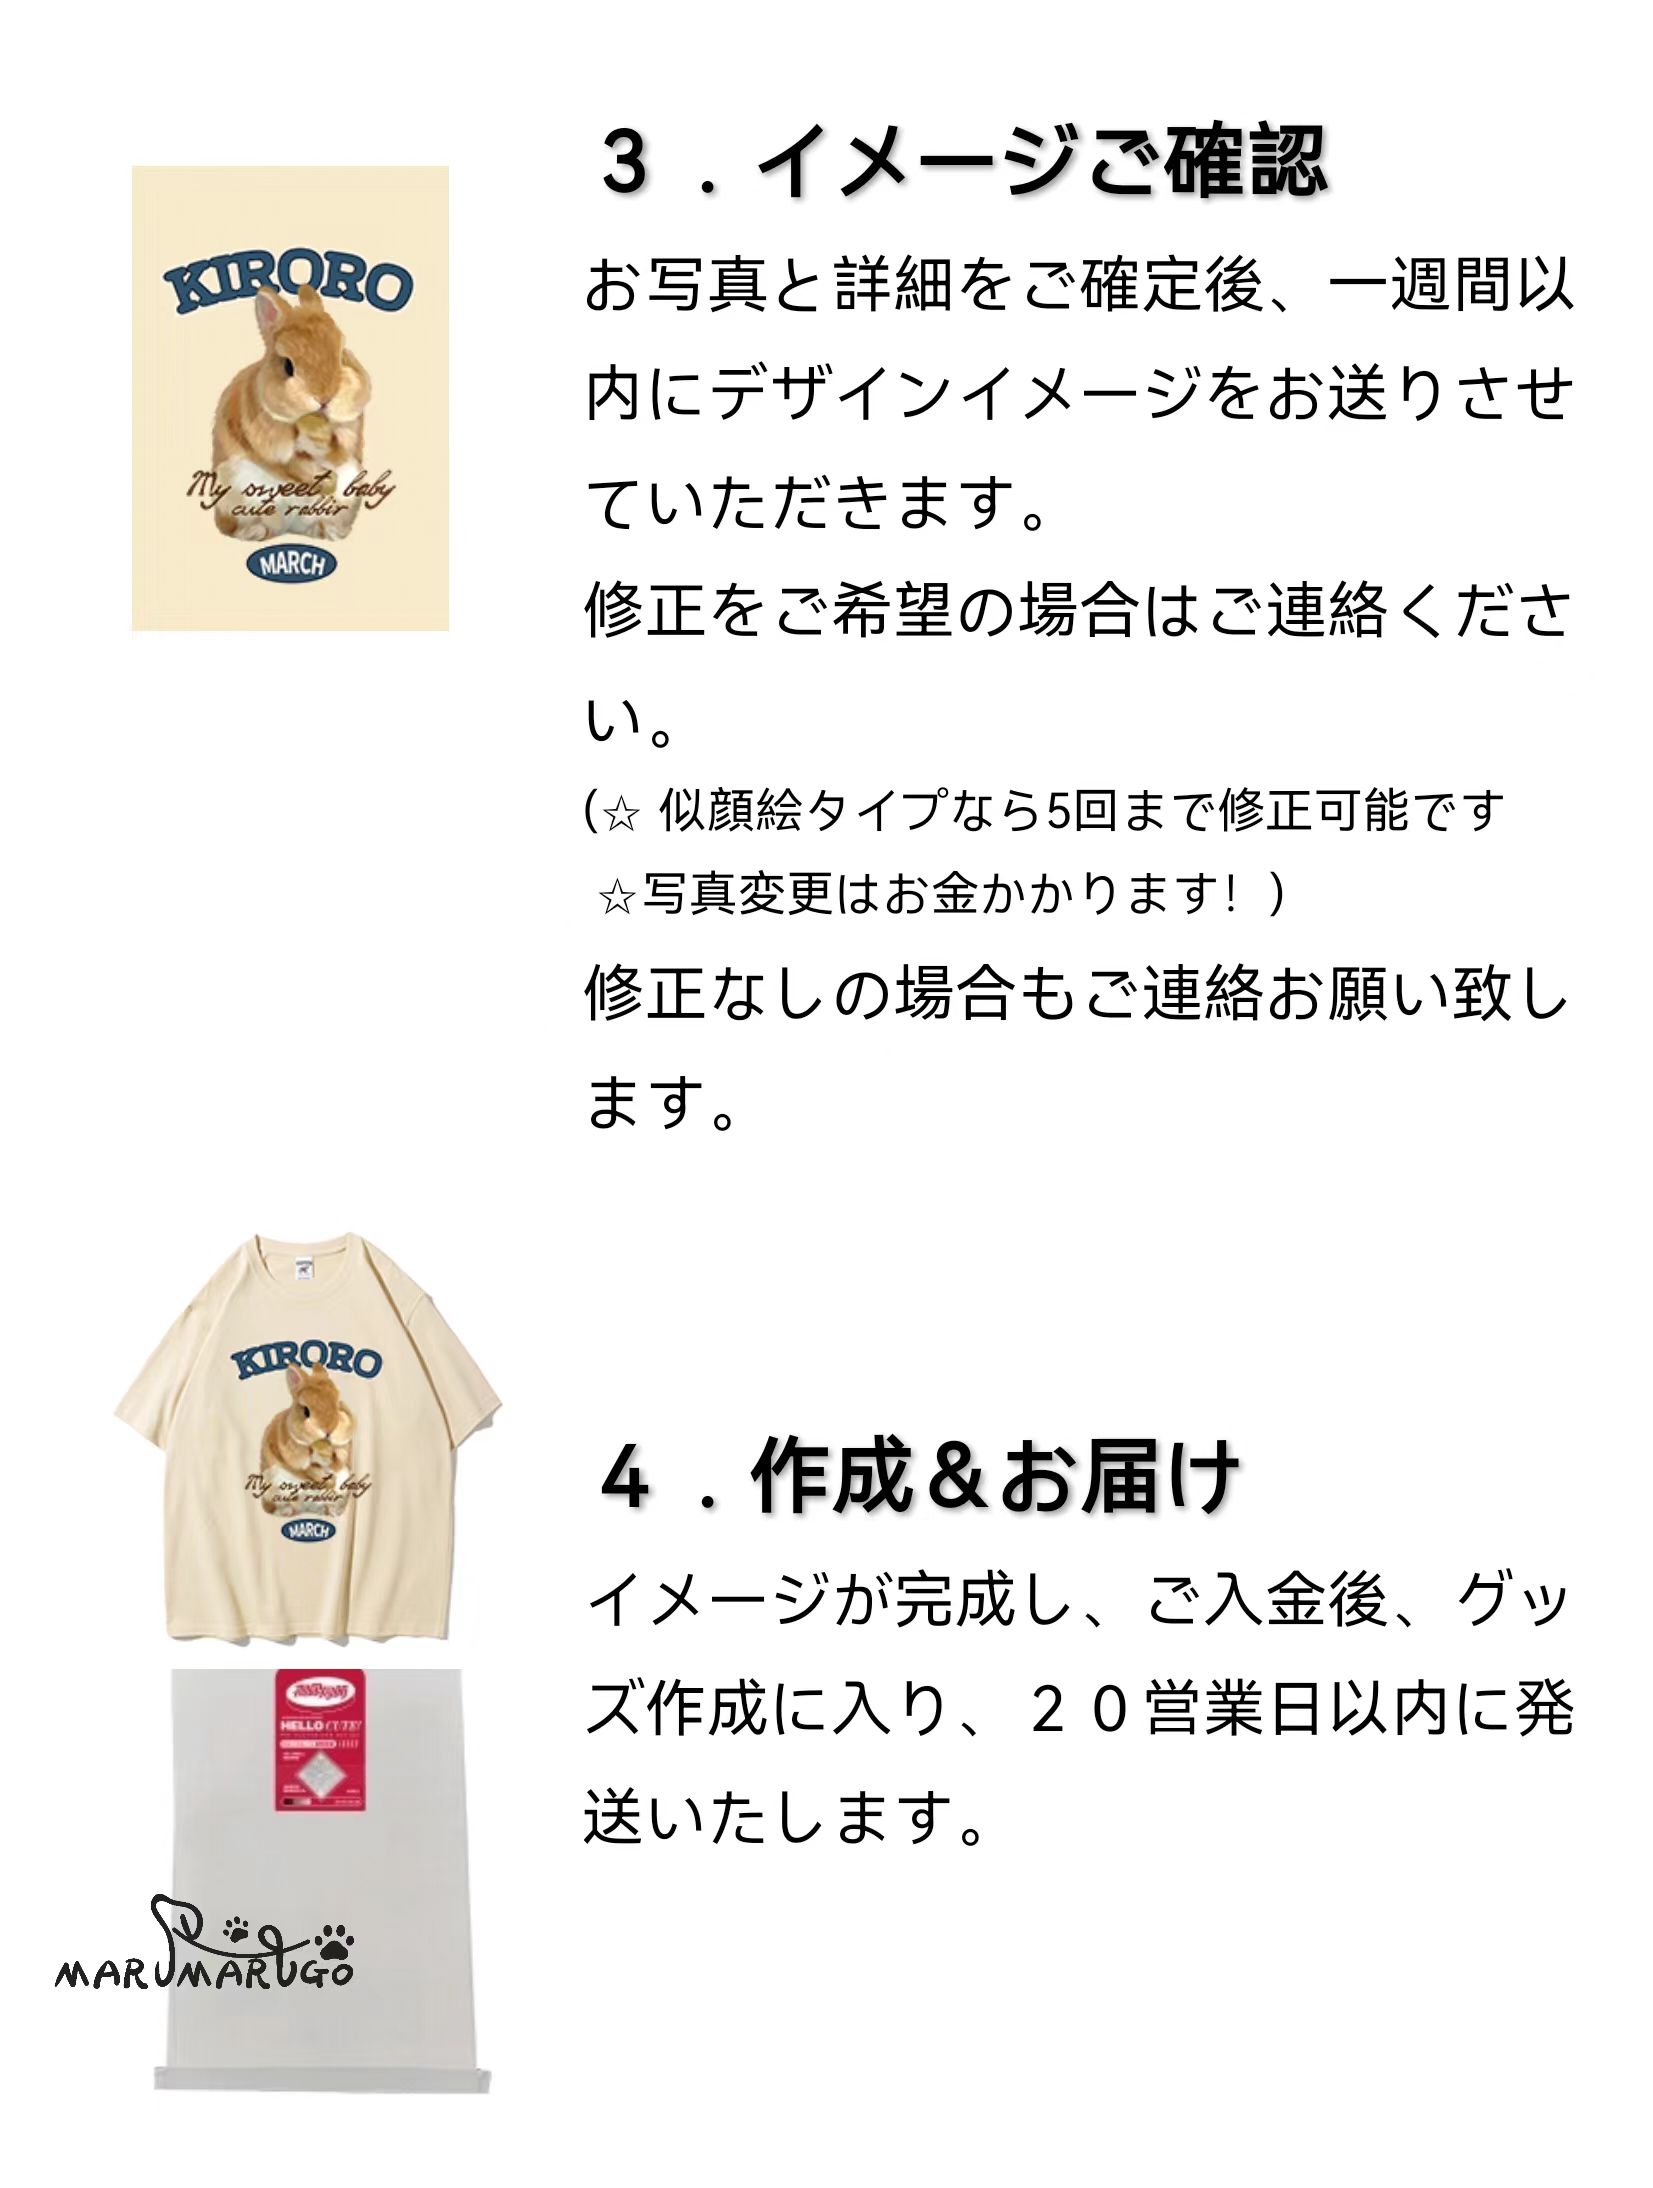 3．イメージご確認
KIRORO
My sweet baby
cute rabbir
MARCH
お写真と詳細をご確定後、一週間以
内にデザインイメージをお送りさせ
ていただきます。
修正をご希望の場合はご連絡くださ
い。
(☆ 似顔絵タイプなら5回まで修正可能です
☆写真変更はお金かかります！)
修正なしの場合もご連絡お願い致し
ます。
KIRORO
My sweet baby
cute rabbir
MARCH
4．作成＆お届け
イメージが完成し、ご入金後、グッ
ズ作成に入り、２０営業日以内に発
送いたします。
HELLO CUTE!
MARUMARUGO